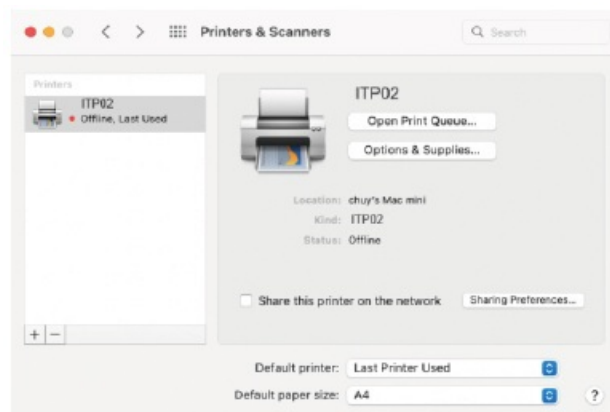 Printers & Scanners
Search
Printers
ITP02
Offline, Last Used
ITP02
Open Print Queue...
Options & Supplies...
Location: chuy's Mac mini
Kind: ITP02
Status: Offline
Share this printer on the network
Sharing Preferences...
+ −
Default printer: Last Printer Used
Default paper size: A4
?